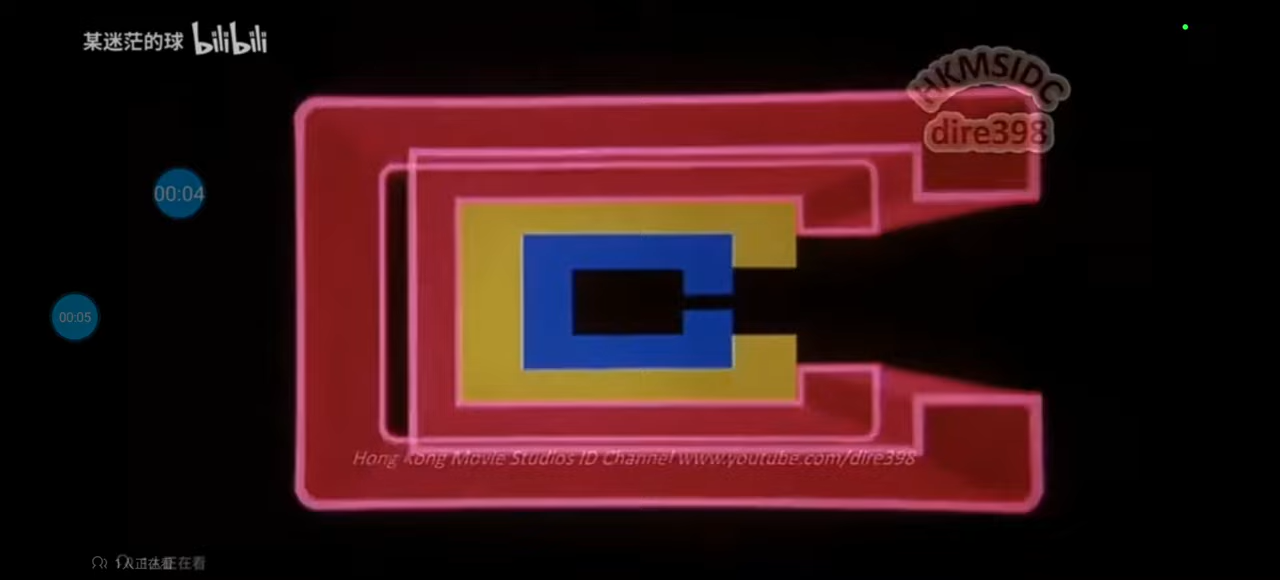 某迷茫的球 bilibili
HKMSIDC
dire398
00:04
00:05
Hong Kong Movie Studios ID Channel www.youtube.com/dire398